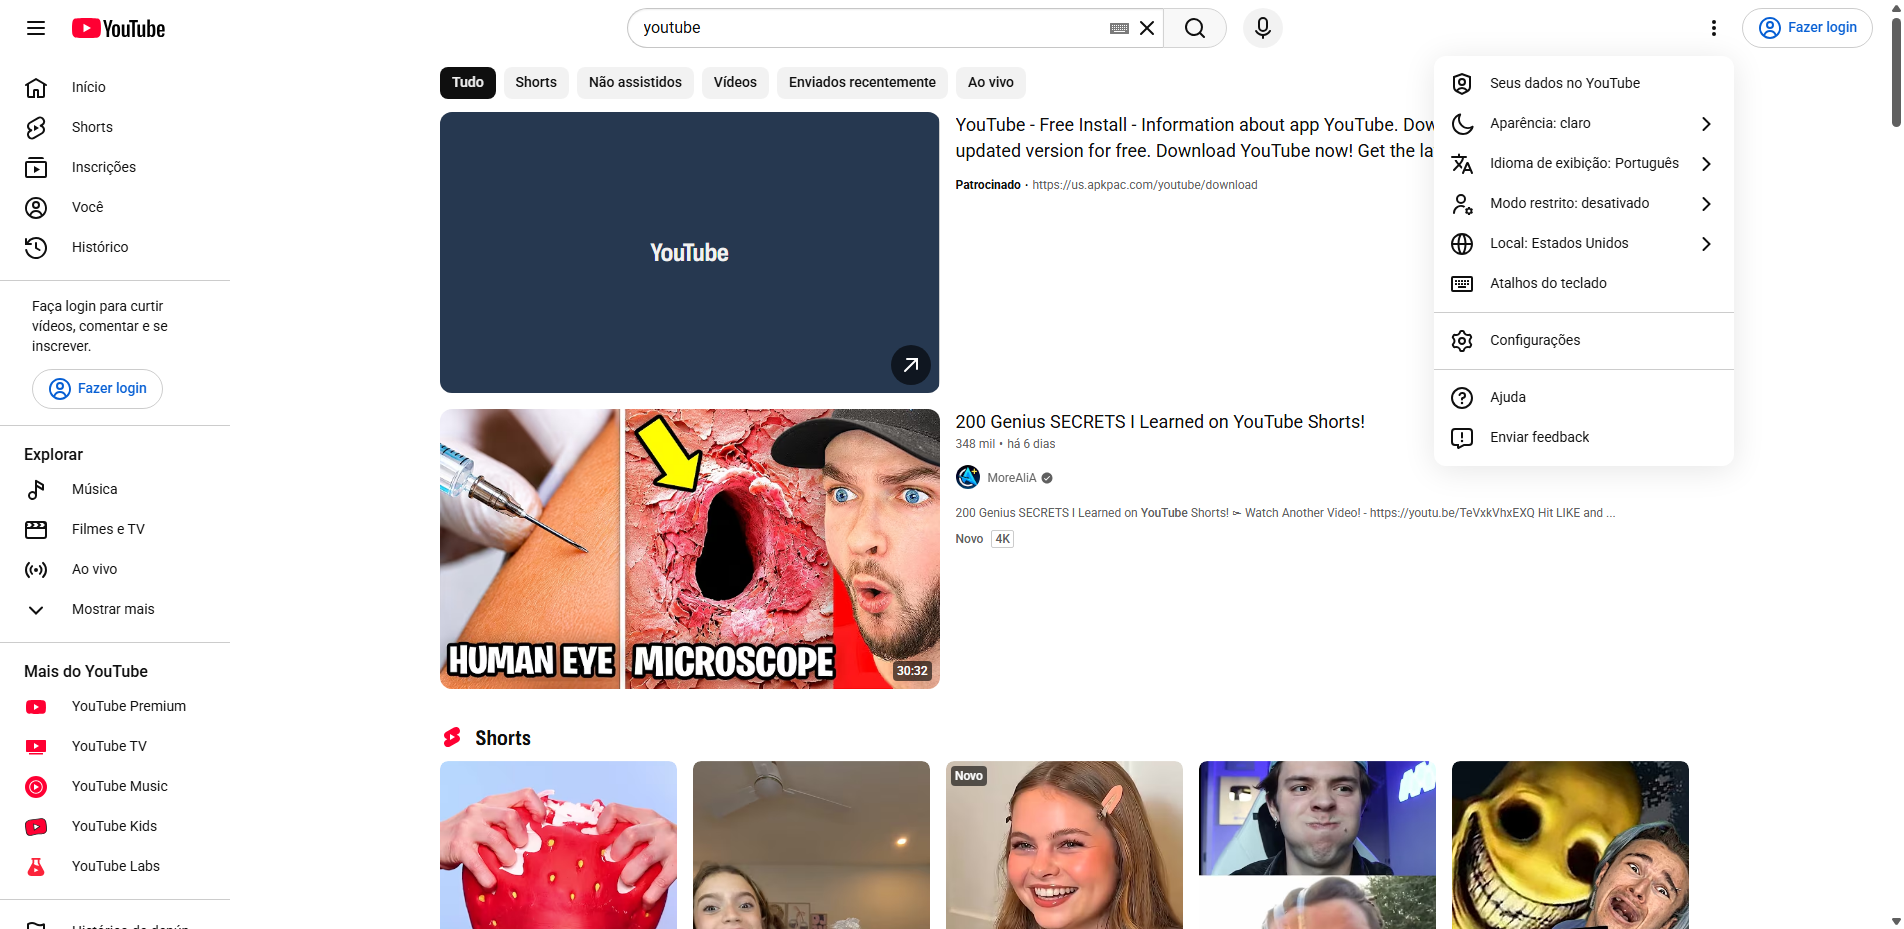 YouTube
youtube
Fazer login
Início
Shorts
Inscrições
Você
Histórico
Faça login para curtir
vídeos, comentar e se
inscrever.
Fazer login
Explorar
Música
Filmes e TV
Ao vivo
Mostrar mais
Mais do YouTube
YouTube Premium
YouTube TV
YouTube Music
YouTube Kids
YouTube Labs
Tudo
Shorts
Não assistidos
Vídeos
Enviados recentemente
Ao vivo
YouTube
YouTube - Free Install - Information about app YouTube.
updated version for free. Download YouTube now! Get the
Patrocinado · https://us.apkpac.com/youtube/download
HUMAN EYE
MICROSCOPE
30:32
200 Genius SECRETS I Learned on YouTube Shorts!
348 mil • há 6 dias
MoreAliA
200 Genius SECRETS I Learned on YouTube Shorts! ➛ Watch Another Video! - https://youtu.be/TeVxkVhxEXQ Hit LIKE and ...
Novo 4K
Shorts
Novo
Seus dados no YouTube
Aparência: claro
Idioma de exibição: Português
Modo restrito: desativado
Local: Estados Unidos
Atalhos do teclado
Configurações
Ajuda
Enviar feedback